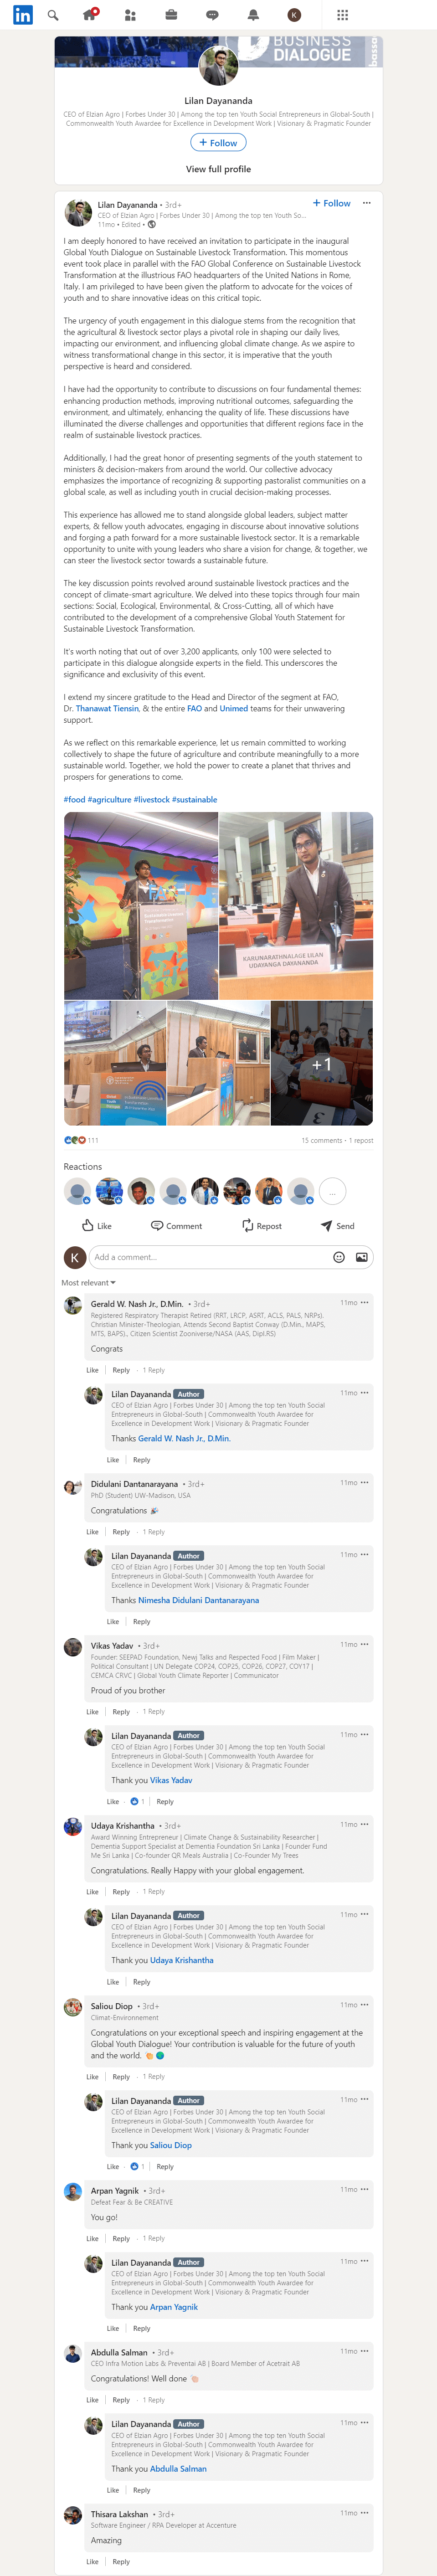 in
K
BUSINESS
DIALOGUE
Lilan Dayananda
CEO of Elzian Agro | Forbes Under 30 | Among the top ten Youth Social Entrepreneurs in Global-South |
Commonwealth Youth Awardee for Excellence in Development Work | Visionary & Pragmatic Founder
+ Follow
View full profile
Lilan Dayananda • 3rd+
+ Follow
CEO of Elzian Agro | Forbes Under 30 | Among the top ten Youth So...
11mo • Edited •
I am deeply honored to have received an invitation to participate in the inaugural
Global Youth Dialogue on Sustainable Livestock Transformation. This momentous
event took place in parallel with the FAO Global Conference on Sustainable Livestock
Transformation at the illustrious FAO headquarters of the United Nations in Rome,
Italy. I am privileged to have been given the platform to advocate for the voices of
youth and to share innovative ideas on this critical topic.
The urgency of youth engagement in this dialogue stems from the recognition that
the agricultural & livestock sector plays a pivotal role in shaping our daily lives,
impacting our environment, and influencing global climate change. As we aspire to
witness transformational change in this sector, it is imperative that the youth
perspective is heard and considered.
I have had the opportunity to contribute to discussions on four fundamental themes:
enhancing production methods, improving nutritional outcomes, safeguarding the
environment, and ultimately, enhancing the quality of life. These discussions have
illuminated the diverse challenges and opportunities that different regions face in the
realm of sustainable livestock practices.
Additionally, I had the great honor of presenting segments of the youth statement to
ministers & decision-makers from around the world. Our collective advocacy
emphasizes the importance of recognizing & supporting pastoralist communities on a
global scale, as well as including youth in crucial decision-making processes.
This experience has allowed me to stand alongside global leaders, subject matter
experts, & fellow youth advocates, engaging in discourse about innovative solutions
and forging a path forward for a more sustainable livestock sector. It is a remarkable
opportunity to unite with young leaders who share a vision for change, & together, we
can steer the livestock sector towards a sustainable future.
The key discussion points revolved around sustainable livestock practices and the
concept of climate-smart agriculture. We delved into these topics through four main
sections: Social, Ecological, Environmental, & Cross-Cutting, all of which have
contributed to the development of a comprehensive Global Youth Statement for
Sustainable Livestock Transformation.
It's worth noting that out of over 3,200 applicants, only 100 were selected to
participate in this dialogue alongside experts in the field. This underscores the
significance and exclusivity of this event.
I extend my sincere gratitude to the Head and Director of the segment at FAO,
Dr. Thanawat Tiensin, & the entire FAO and Unimed teams for their unwavering
support.
As we reflect on this remarkable experience, let us remain committed to working
collectively to shape the future of agriculture and contribute meaningfully to a more
sustainable world. Together, we hold the power to create a planet that thrives and
prospers for generations to come.
#food #agriculture #livestock #sustainable
FAO
KARUNARATHNALAGE LILAN
UDAYANGA DAYANANDA
+1
111
15 comments • 1 repost
Reactions
...
Like
Comment
Repost
Send
K
Add a comment...
Most relevant
Gerald W. Nash Jr., D.Min. • 3rd+
11mo
Registered Respiratory Therapist Retired (RRT, LRCP, ASRT, ACLS, PALS, NRPs).
Christian Minister-Theologian, Attends Second Baptist Conway (D.Min., MAPS,
MTS, BAPS)., Citizen Scientist Zooniverse/NASA (AAS, Dipl.RS)
Congrats
Like | Reply · 1 Reply
Lilan Dayananda Author
11mo
CEO of Elzian Agro | Forbes Under 30 | Among the top ten Youth Social
Entrepreneurs in Global-South | Commonwealth Youth Awardee for
Excellence in Development Work | Visionary & Pragmatic Founder
Thanks Gerald W. Nash Jr., D.Min.
Like | Reply
Didulani Dantanarayana • 3rd+
11mo
PhD (Student) UW-Madison, USA
Congratulations 🎉
Like | Reply · 1 Reply
Lilan Dayananda Author
11mo
CEO of Elzian Agro | Forbes Under 30 | Among the top ten Youth Social
Entrepreneurs in Global-South | Commonwealth Youth Awardee for
Excellence in Development Work | Visionary & Pragmatic Founder
Thanks Nimesha Didulani Dantanarayana
Like | Reply
Vikas Yadav • 3rd+
11mo
Founder: SEEPAD Foundation, Newj Talks and Respected Food | Film Maker |
Political Consultant | UN Delegate COP24, COP25, COP26, COP27, COY17 |
CEMCA CRVC | Global Youth Climate Reporter | Communicator
Proud of you brother
Like | Reply · 1 Reply
Lilan Dayananda Author
11mo
CEO of Elzian Agro | Forbes Under 30 | Among the top ten Youth Social
Entrepreneurs in Global-South | Commonwealth Youth Awardee for
Excellence in Development Work | Visionary & Pragmatic Founder
Thank you Vikas Yadav
Like · 1 | Reply
Udaya Krishantha • 3rd+
11mo
Award Winning Entrepreneur | Climate Change & Sustainability Researcher |
Dementia Support Specialist at Dementia Foundation Sri Lanka | Founder Fund
Me Sri Lanka | Co-founder QR Meals Australia | Co-Founder My Trees
Congratulations. Really Happy with your global engagement.
Like | Reply · 1 Reply
Lilan Dayananda Author
11mo
CEO of Elzian Agro | Forbes Under 30 | Among the top ten Youth Social
Entrepreneurs in Global-South | Commonwealth Youth Awardee for
Excellence in Development Work | Visionary & Pragmatic Founder
Thank you Udaya Krishantha
Like | Reply
Saliou Diop • 3rd+
11mo
Climat-Environnement
Congratulations on your exceptional speech and inspiring engagement at the
Global Youth Dialogue! Your contribution is valuable for the future of youth
and the world. 👏🌍
Like | Reply · 1 Reply
Lilan Dayananda Author
11mo
CEO of Elzian Agro | Forbes Under 30 | Among the top ten Youth Social
Entrepreneurs in Global-South | Commonwealth Youth Awardee for
Excellence in Development Work | Visionary & Pragmatic Founder
Thank you Saliou Diop
Like · 1 | Reply
Arpan Yagnik • 3rd+
11mo
Defeat Fear & Be CREATIVE
You go!
Like | Reply · 1 Reply
Lilan Dayananda Author
11mo
CEO of Elzian Agro | Forbes Under 30 | Among the top ten Youth Social
Entrepreneurs in Global-South | Commonwealth Youth Awardee for
Excellence in Development Work | Visionary & Pragmatic Founder
Thank you Arpan Yagnik
Like | Reply
Abdulla Salman • 3rd+
11mo
CEO Infra Motion Labs & Preventai AB | Board Member of Acetrait AB
Congratulations! Well done 👏
Like | Reply · 1 Reply
Lilan Dayananda Author
11mo
CEO of Elzian Agro | Forbes Under 30 | Among the top ten Youth Social
Entrepreneurs in Global-South | Commonwealth Youth Awardee for
Excellence in Development Work | Visionary & Pragmatic Founder
Thank you Abdulla Salman
Like | Reply
Thisara Lakshan • 3rd+
11mo
Software Engineer / RPA Developer at Accenture
Amazing
Like | Reply